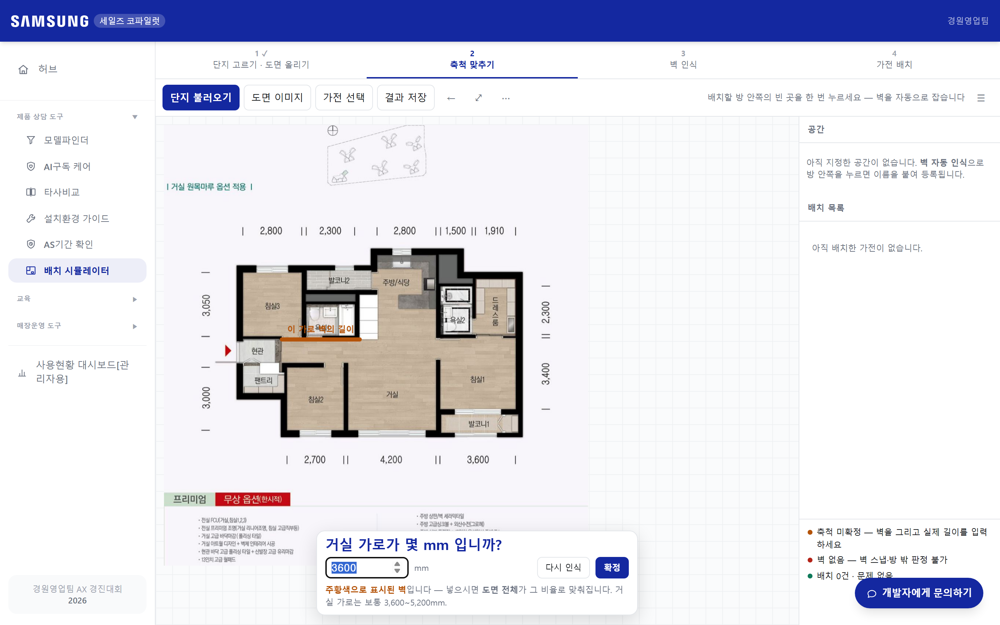 SAMSUNG 세일즈 코파일럿
경원영업팀
허브
제품 상담 도구 ▼
모델파인더
AI구독 케어
타사비교
설치환경 가이드
AS기간 확인
배치 시뮬레이터
교육 ▶
매장운영 도구 ▶
사용현황 대시보드[관
리자용]
경원영업팀 AX 경진대회
2026
1 ✓
단지 고르기 · 도면 올리기
2
축척 맞추기
3
벽 인식
4
가전 배치
단지 불러오기
도면 이미지
가전 선택
결과 저장
← ⤢ ···
배치할 방 안쪽의 빈 곳을 한 번 누르세요 — 벽을 자동으로 잡습니다 ☰
| 거실 원목마루 옵션 적용 |
2,800 2,300 2,800 1,500 1,910
발코니2
주방/식당
침실3
드레스룸
욕실2
3,050
2,300
이 가로 벽의 길이
현관
팬트리
침실2
거실
침실1
발코니1
3,000
3,400
2,700 4,200 3,600
프리미엄 무상 옵션(한시적)
· 전실 FCU(거실,침실1,2,3)
· 전실 프리미엄 조명(거실 리니어조명, 침실 고급직부등)
· 거실 고급 바닥마감(폴리싱 타일)
· 거실 아트월 디자인 + 벽체 인테리어 시공
· 현관 바닥 고급 폴리싱 타일 + 신발장 고급 유리마감
· 13인치 고급 월패드
· 주방 상판/벽 세라믹타일
· 주방 고급싱크볼 + 외산수전(그로헤)
거실 가로가 몇 mm 입니까?
3600 mm
다시 인식
확정
주황색으로 표시된 벽입니다 — 넣으시면 도면 전체가 그 비율로 맞춰집니다. 거
실 가로는 보통 3,600~5,200mm.
공간
아직 지정한 공간이 없습니다. 벽 자동 인식으로
방 안쪽을 누르면 이름을 붙여 등록됩니다.
배치 목록
아직 배치한 가전이 없습니다.
축척 미확정 — 벽을 그리고 실제 길이를 입력
하세요
벽 없음 — 벽 스냅·방 밖 판정 불가
배치 0건 · 문제 없음
개발자에게 문의하기